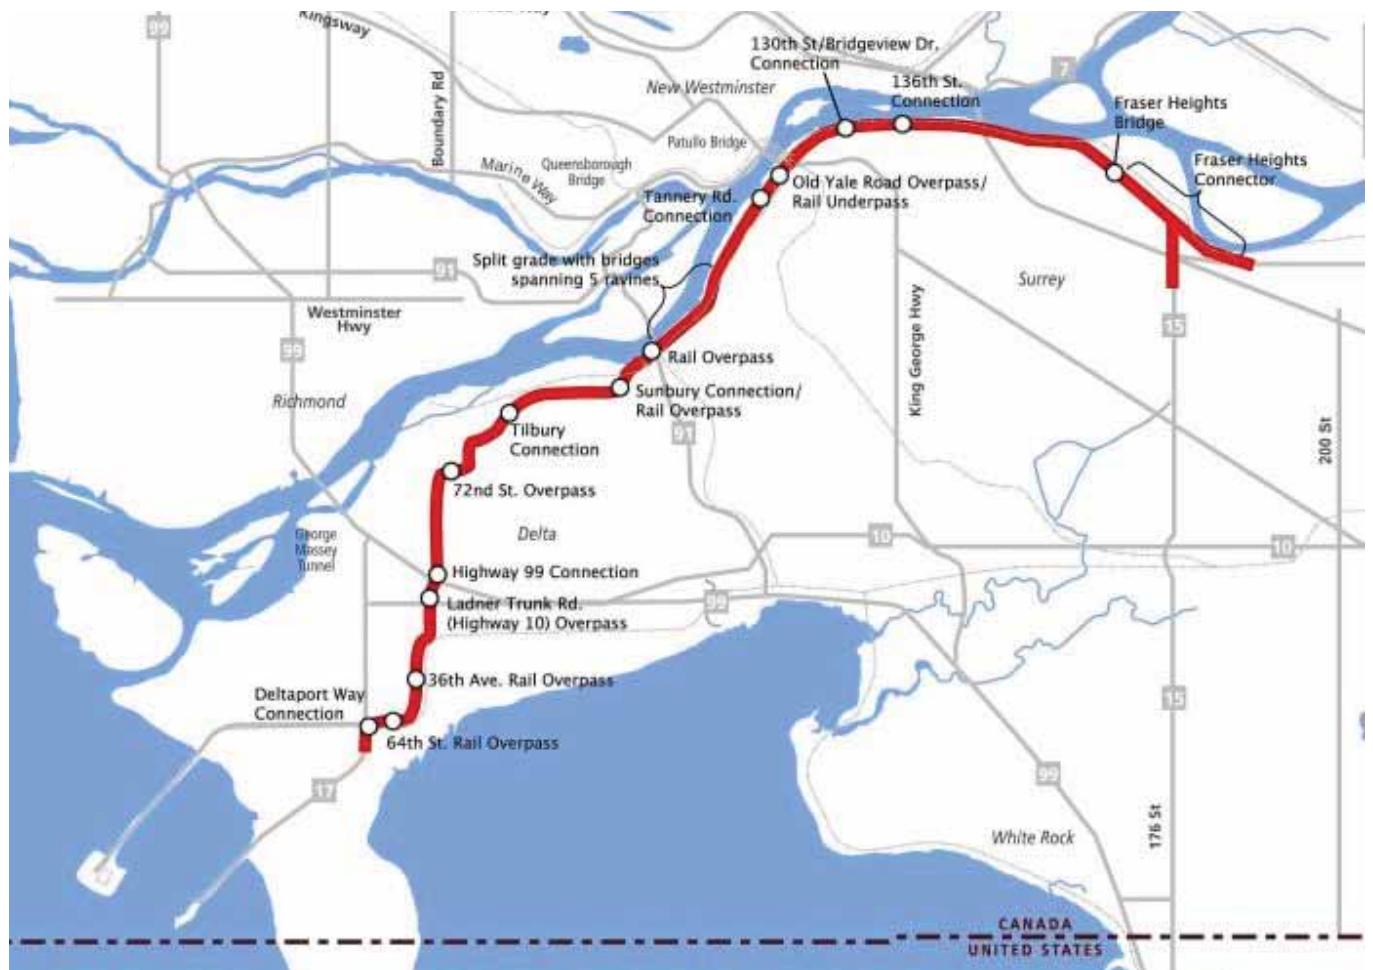 Kingsway
99
Boundary Rd
130th St/Bridgeview Dr.
Connection
New Westminster
136th St.
Connection
7
Fraser Heights
Bridge
Patullo Bridge
Marine Way
Queensborough
Bridge
Fraser Heights
Connector
Tannery Rd.
Connection
Old Yale Road Overpass/
Rail Underpass
91
Split grade with bridges
spanning 5 ravines
Surrey
Westminster
Hwy
15
99
King George Hwy
Rail Overpass
Richmond
Sunbury Connection/
Rail Overpass
Tilbury
Connection
91
200 St
72nd St. Overpass
George
Massey
Tunnel
Delta
10
10
Highway 99 Connection
Ladner Trunk Rd.
(Highway 10) Overpass
99
36th Ave. Rail Overpass
Deltaport Way
Connection
15
64th St. Rail Overpass
17
99
176 St
White Rock
CANADA
UNITED STATES